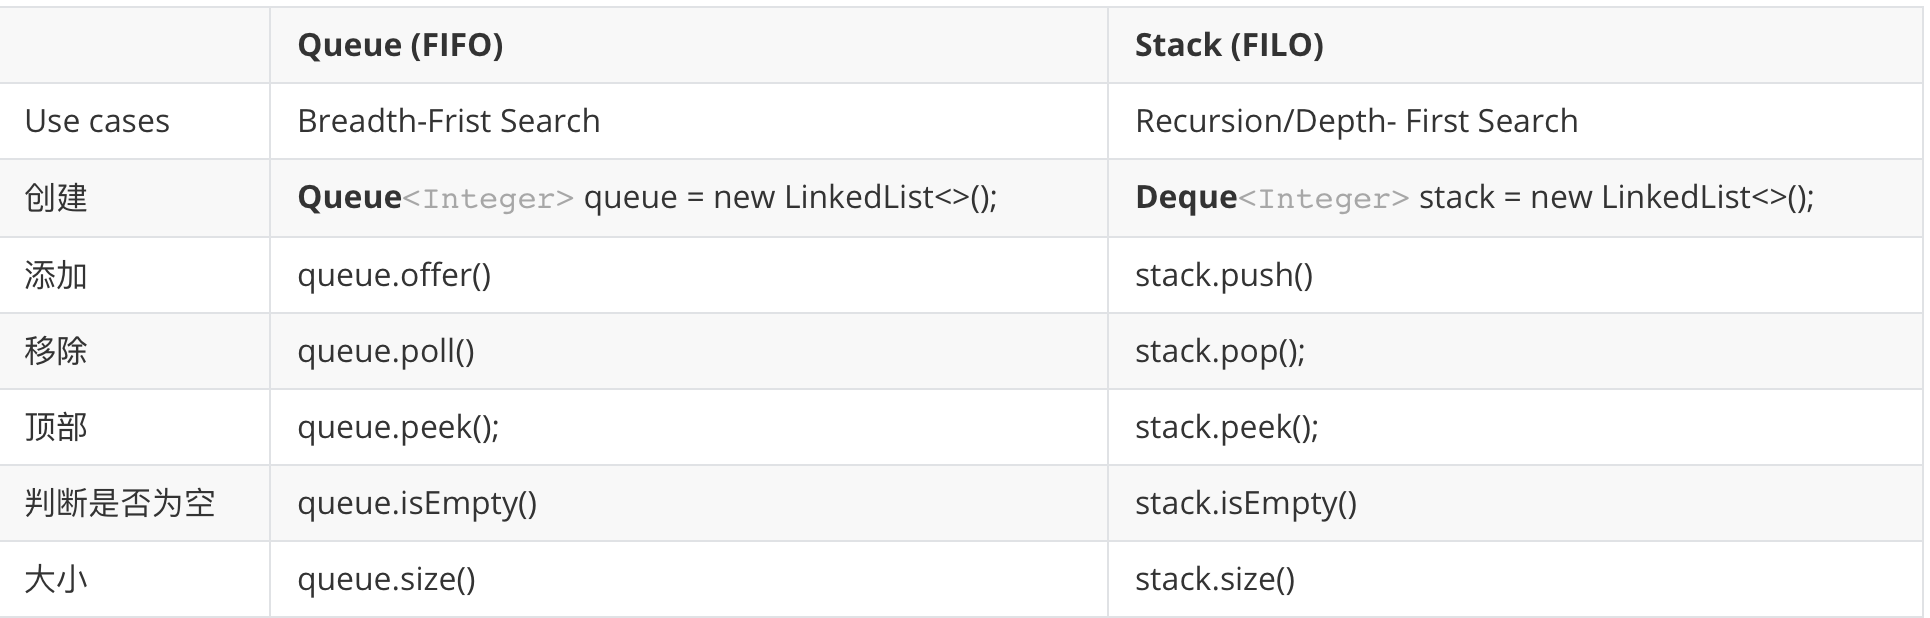 Queue (FIFO) Stack (FILO)
Use cases Breadth-Frist Search Recursion/Depth- First Search
创建 Queue<Integer> queue = new LinkedList<>(); Deque<Integer> stack = new LinkedList<>();
添加 queue.offer() stack.push()
移除 queue.poll() stack.pop();
顶部 queue.peek(); stack.peek();
判断是否为空 queue.isEmpty() stack.isEmpty()
大小 queue.size() stack.size()